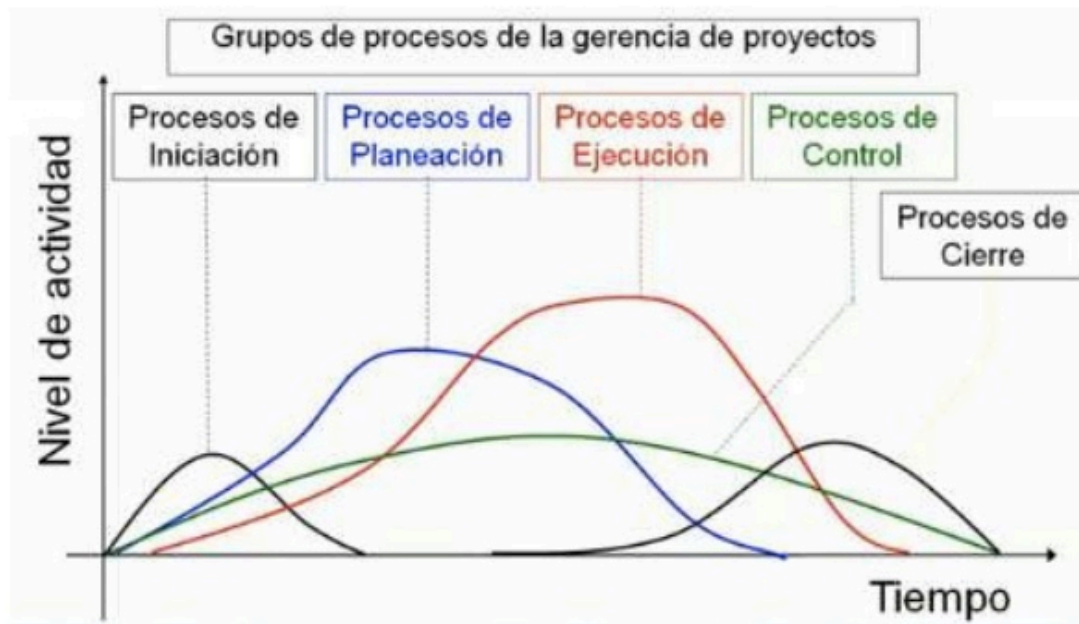 Grupos de procesos de la gerencia de proyectos
Procesos de
Iniciación
Procesos de
Planeación
Procesos de
Ejecución
Procesos de
Control
Procesos de
Cierre
Nivel de actividad
Tiempo